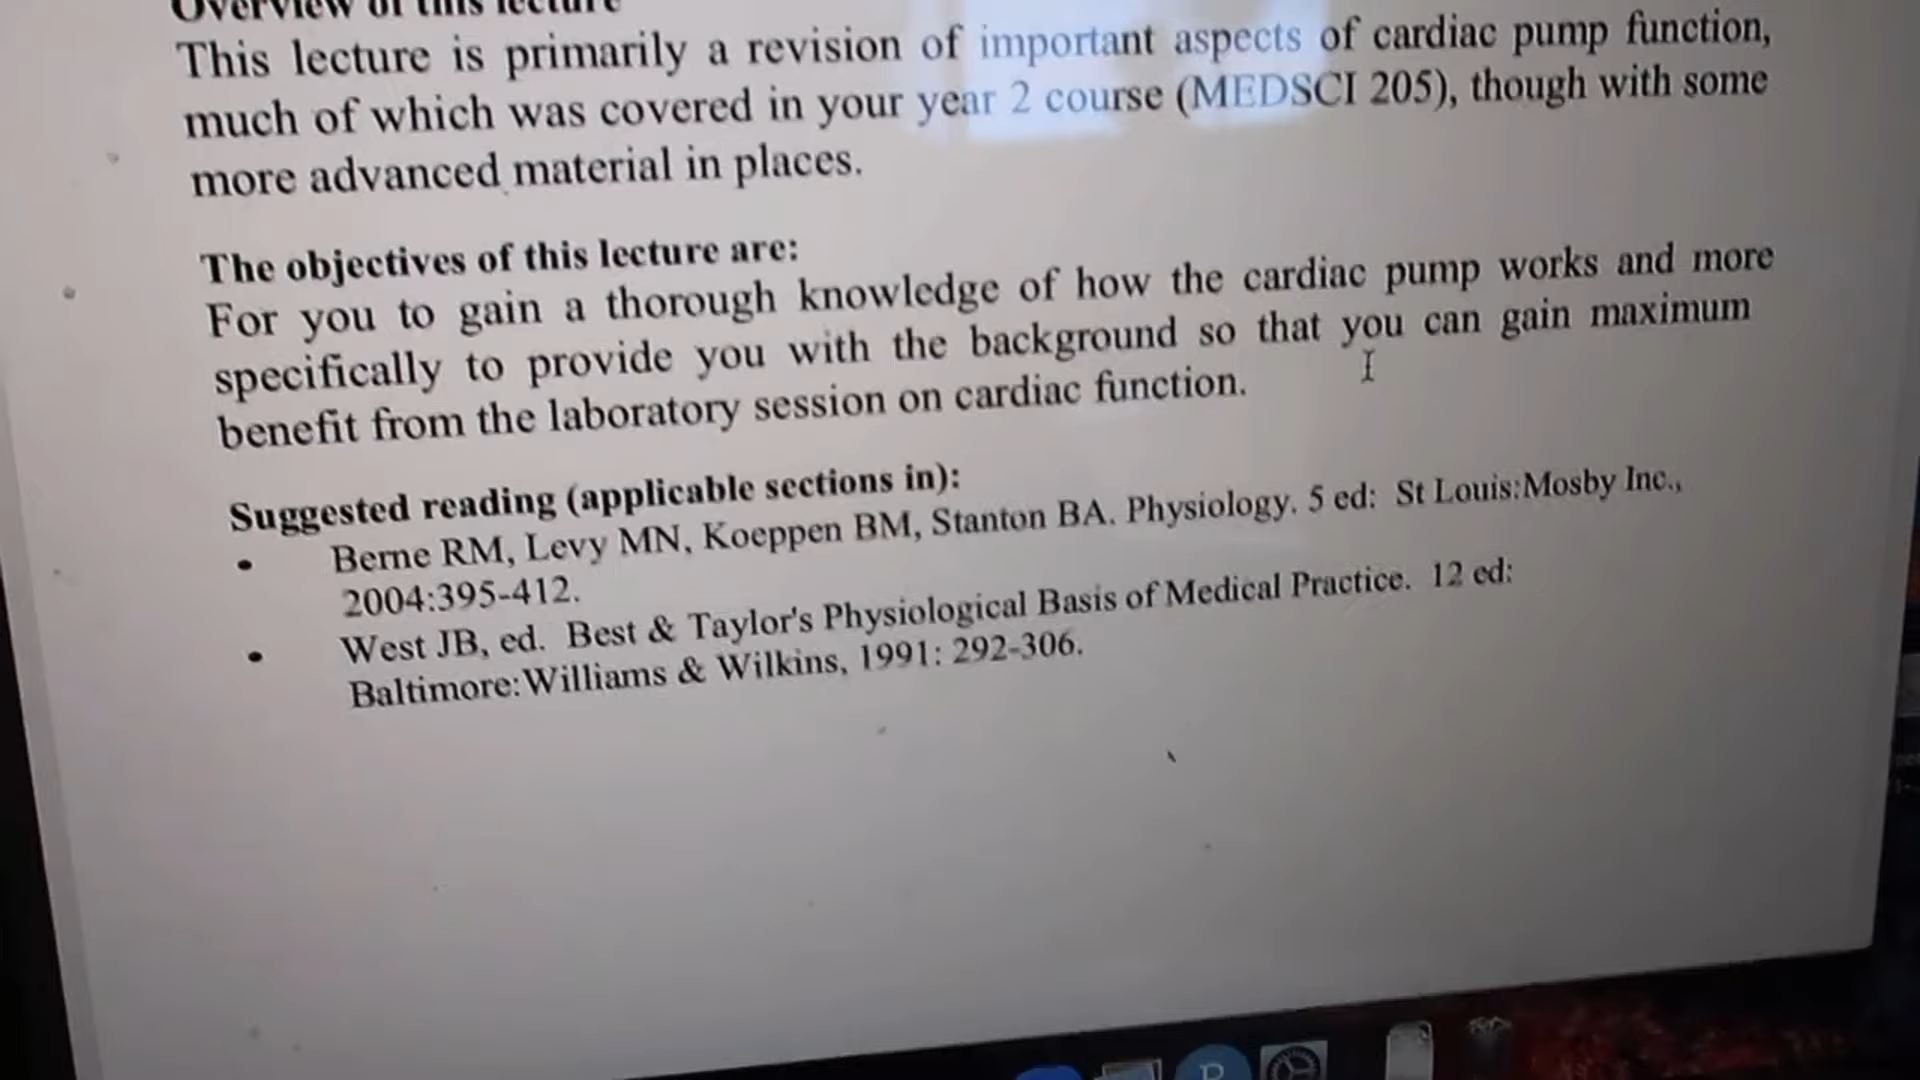 Overview of this lecture
This lecture is primarily a revision of important aspects of cardiac pump function,
much of which was covered in your year 2 course (MEDSCI 205), though with some
more advanced material in places.
The objectives of this lecture are:
For you to gain a thorough knowledge of how the cardiac pump works and more
specifically to provide you with the background so that you can gain maximum
benefit from the laboratory session on cardiac function.
Suggested reading (applicable sections in):
• Berne RM, Levy MN, Koeppen BM, Stanton BA. Physiology. 5 ed: St Louis:Mosby Inc.,
2004:395-412.
• West JB, ed. Best & Taylor's Physiological Basis of Medical Practice. 12 ed:
Baltimore:Williams & Wilkins, 1991: 292-306.